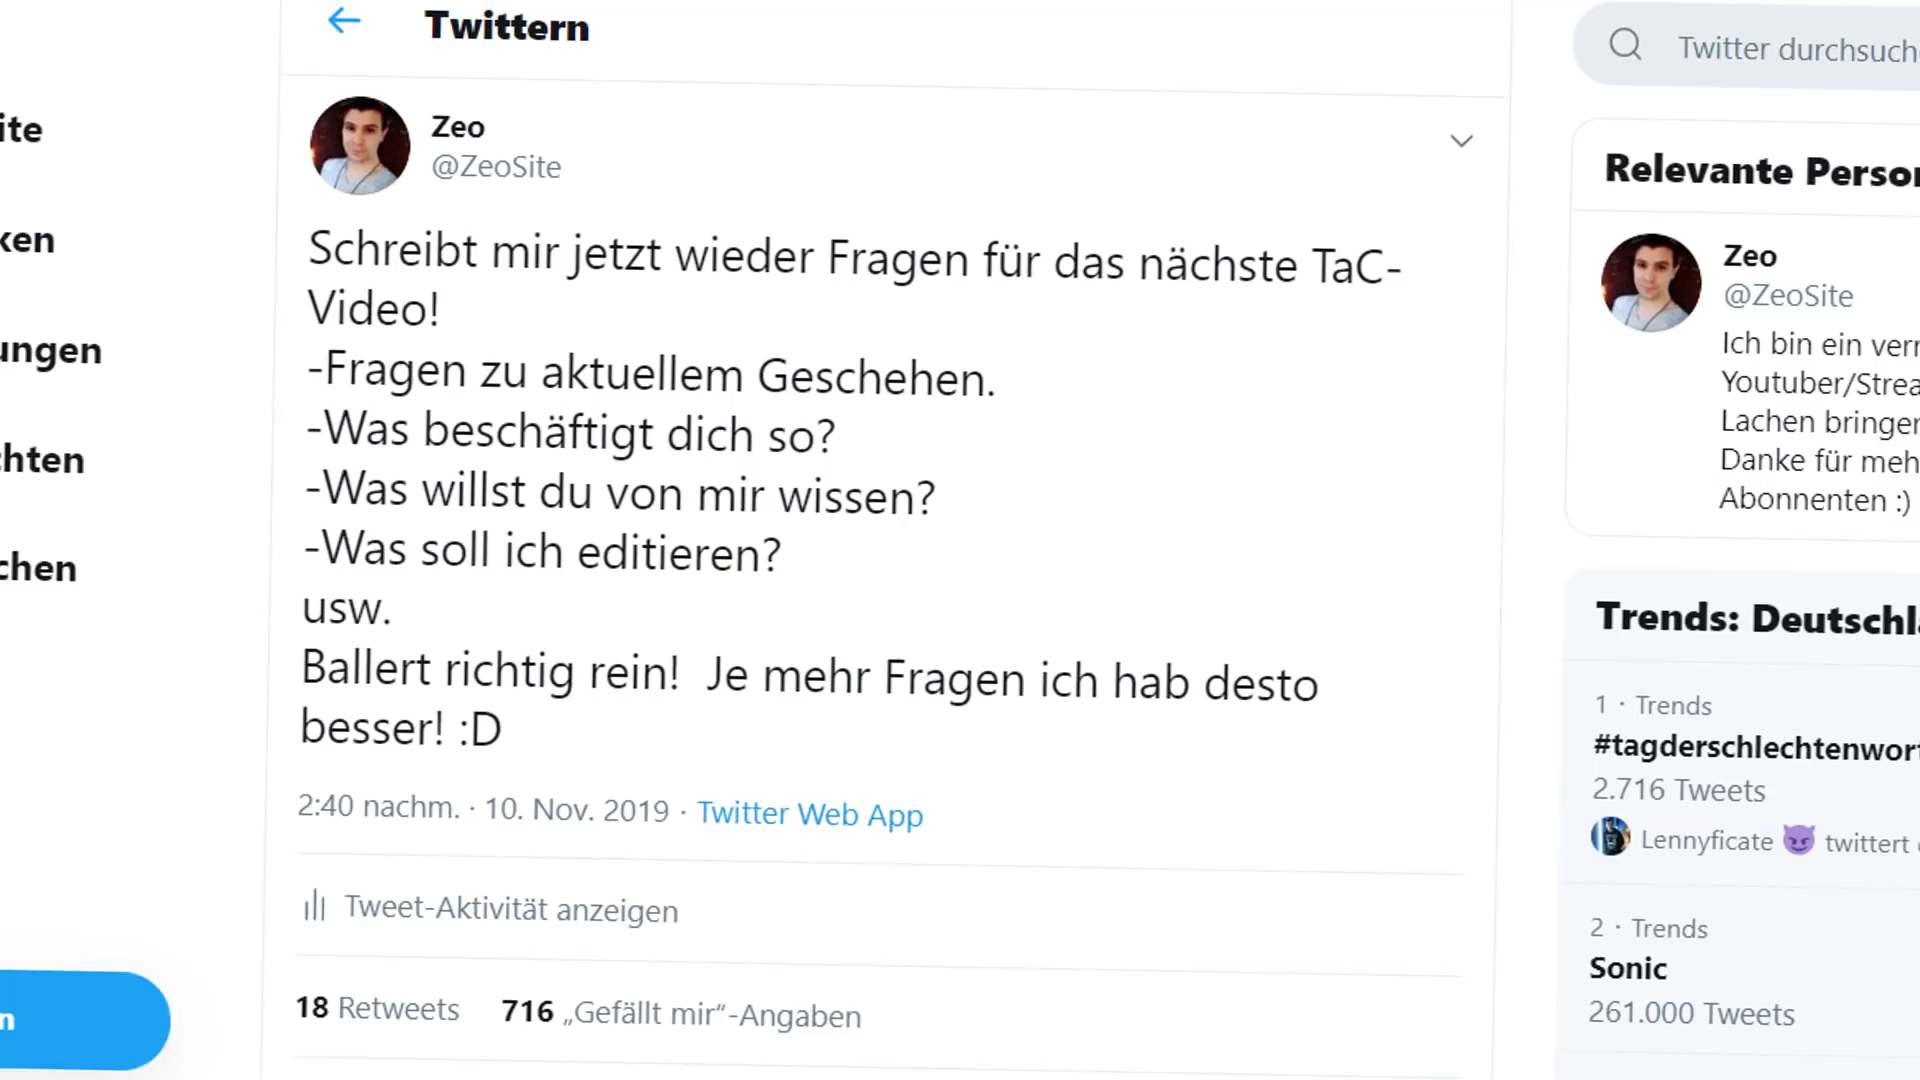 Twittern
Twitter durchsuch
ite
ken
ungen
chten
chen
n
Zeo
@ZeoSite
Schreibt mir jetzt wieder Fragen für das nächste TaC-
Video!
-Fragen zu aktuellem Geschehen.
-Was beschäftigt dich so?
-Was willst du von mir wissen?
-Was soll ich editieren?
usw.
Ballert richtig rein!  Je mehr Fragen ich hab desto
besser! :D
2:40 nachm. · 10. Nov. 2019 · Twitter Web App
Tweet-Aktivität anzeigen
18 Retweets 716 „Gefällt mir“-Angaben
Relevante Person
Zeo
@ZeoSite
Ich bin ein verr
Youtuber/Strea
Lachen bringen
Danke für meh
Abonnenten :)
Trends: Deutschla
1 · Trends
#tagderschlechtenwort
2.716 Tweets
Lennyficate 😈 twittert
2 · Trends
Sonic
261.000 Tweets